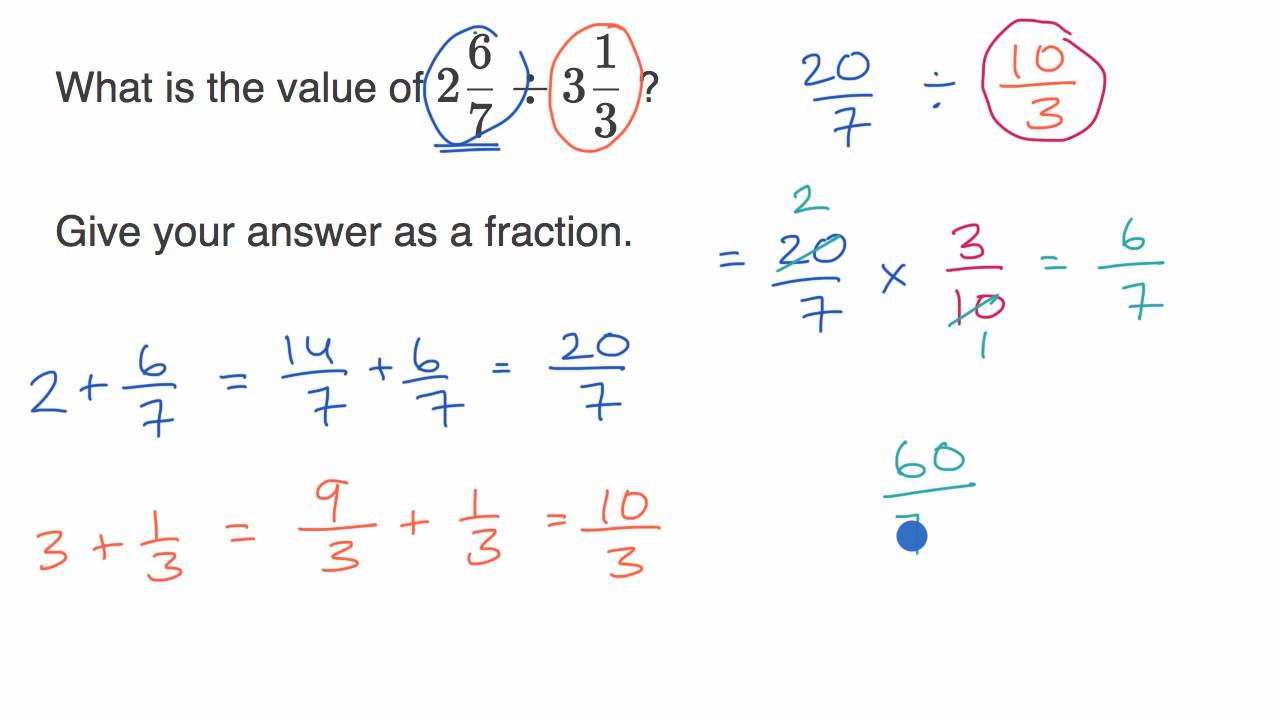 What is the value of 2 6/7 ÷ 3 1/3 ?
Give your answer as a fraction.
2 + 6/7 = 14/7 + 6/7 = 20/7
3 + 1/3 = 9/3 + 1/3 = 10/3
20/7 ÷ 10/3
2
= 20/7 × 3/10 = 6/7
1
60/7